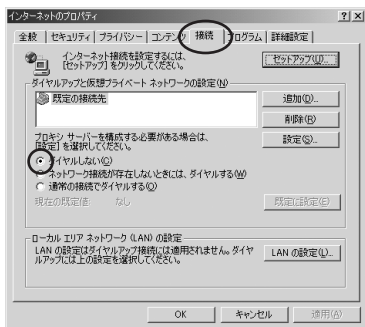 インターネットのプロパティ
全般 セキュリティ プライバシー コンテンツ 接続 プログラム 詳細設定
インターネット接続を設定するには、
[セットアップ] をクリックしてください。
セットアップ(U)...
ダイヤルアップと仮想プライベート ネットワークの設定(N)
既定の接続先
追加(D)...
削除(R)
プロキシ サーバーを構成する必要がある場合は、
[設定] を選択してください。
設定(S)...
ダイヤルしない(C)
ネットワーク接続が存在しないときには、ダイヤルする(W)
通常の接続でダイヤルする(O)
現在の既定値: なし
既定に設定(E)
ローカル エリア ネットワーク (LAN) の設定
LAN の設定はダイヤルアップ接続には適用されません。ダイヤ
ルアップには上の設定を選択してください。
LAN の設定(L)...
OK キャンセル 適用(A)